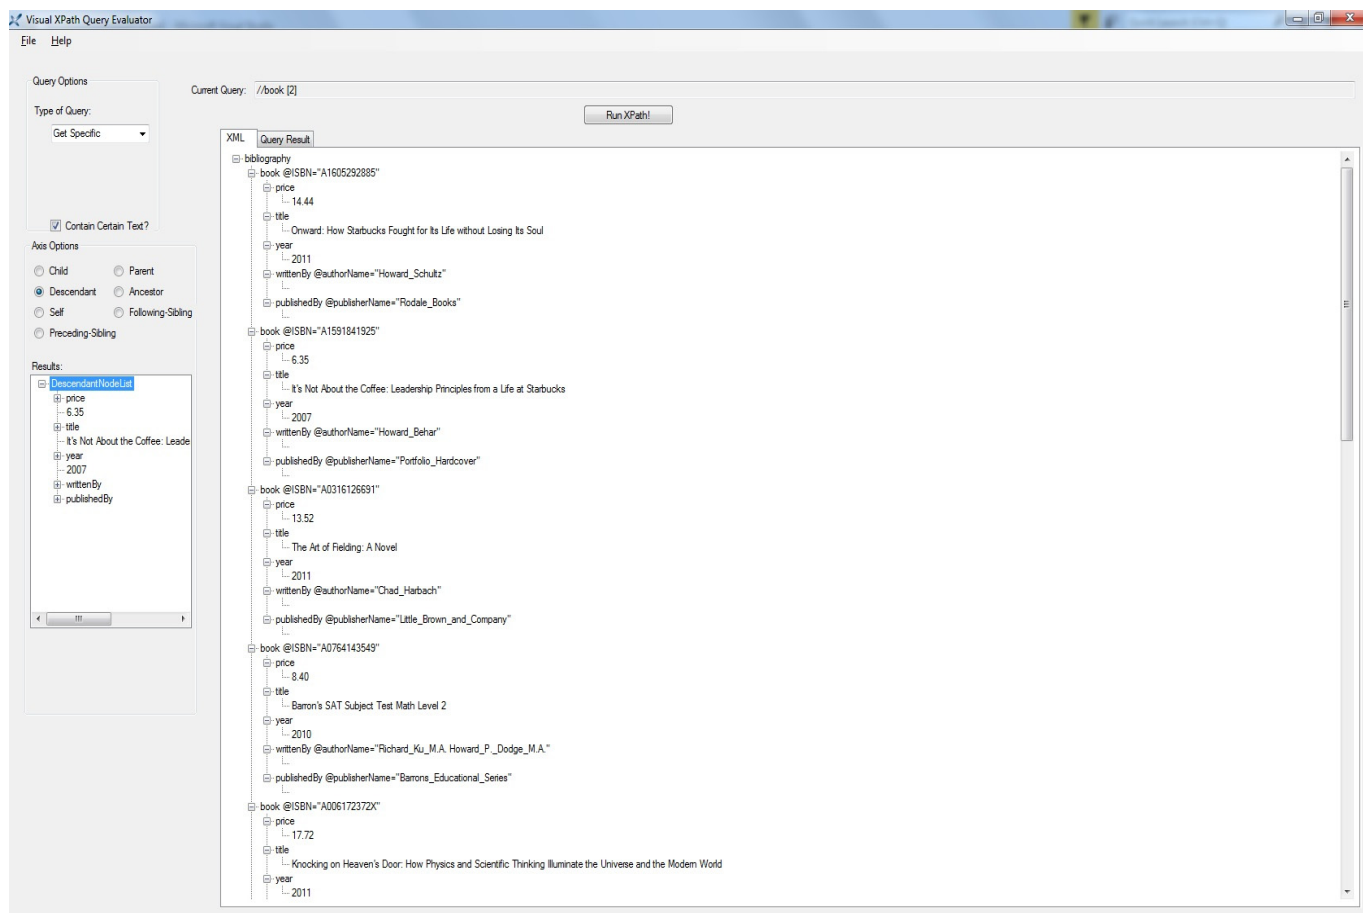 Visual XPath Query Evaluator
File Help
Query Options
Type of Query:
Get Specific
Contain Certain Text?
Axis Options
Child Parent
Descendant Ancestor
Self Following-Sibling
Preceding-Sibling
Results:
DescendantNodeList
price
6.35
title
It's Not About the Coffee: Leade
year
2007
writtenBy
publishedBy
Current Query: //book [2]
Run XPath!
XML Query Result
bibliography
book @ISBN="A1605292885"
price
14.44
title
Onward: How Starbucks Fought for Its Life without Losing Its Soul
year
2011
writtenBy @authorName="Howard_Schultz"
...
publishedBy @publisherName="Rodale_Books"
...
book @ISBN="A1591841925"
price
6.35
title
It's Not About the Coffee: Leadership Principles from a Life at Starbucks
year
2007
writtenBy @authorName="Howard_Behar"
publishedBy @publisherName="Portfolio_Hardcover"
book @ISBN="A0316126691"
price
13.52
title
The Art of Fielding: A Novel
year
2011
writtenBy @authorName="Chad_Harbach"
publishedBy @publisherName="Little_Brown_and_Company"
book @ISBN="A0764143549"
price
8.40
title
Barron's SAT Subject Test Math Level 2
year
2010
writtenBy @authorName="Richard_Ku_M.A. Howard_P._Dodge_M.A."
publishedBy @publisherName="Barrons_Educational_Series"
book @ISBN="A006172372X"
price
17.72
title
Knocking on Heaven's Door: How Physics and Scientific Thinking Illuminate the Universe and the Modern World
year
2011